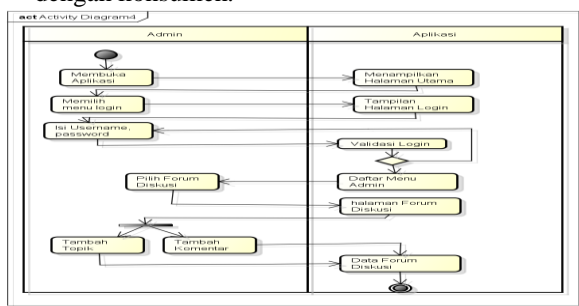 dengan konsumen.
act Activity Diagram4
Admin
Aplikasi
Membuka
Aplikasi
Menampilkan
Halaman Utama
Memilih
menu login
Tampilan
Halaman Login
Isi Username,
password
Validasi Login
Pilih Forum
Diskusi
Daftar Menu
Admin
halaman Forum
Diskusi
Tambah
Topik
Tambah
Komentar
Data Forum
Diskusi